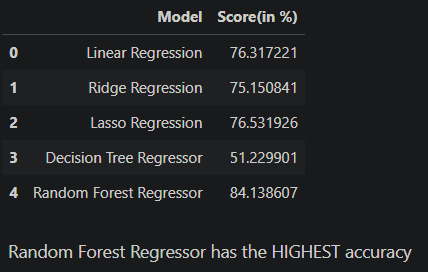 Model Score(in %)
0 Linear Regression 76.317221
1 Ridge Regression 75.150841
2 Lasso Regression 76.531926
3 Decision Tree Regressor 51.229901
4 Random Forest Regressor 84.138607
Random Forest Regressor has the HIGHEST accuracy